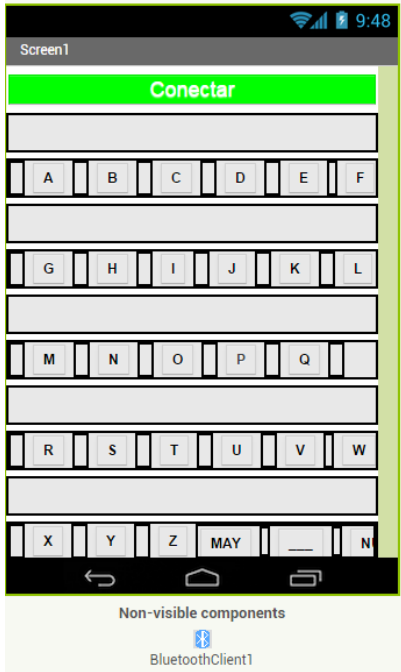 9:48
Screen1
Conectar
A B C D E F
G H I J K L
M N O P Q
R S T U V W
X Y Z MAY ___
Non-visible components
BluetoothClient1